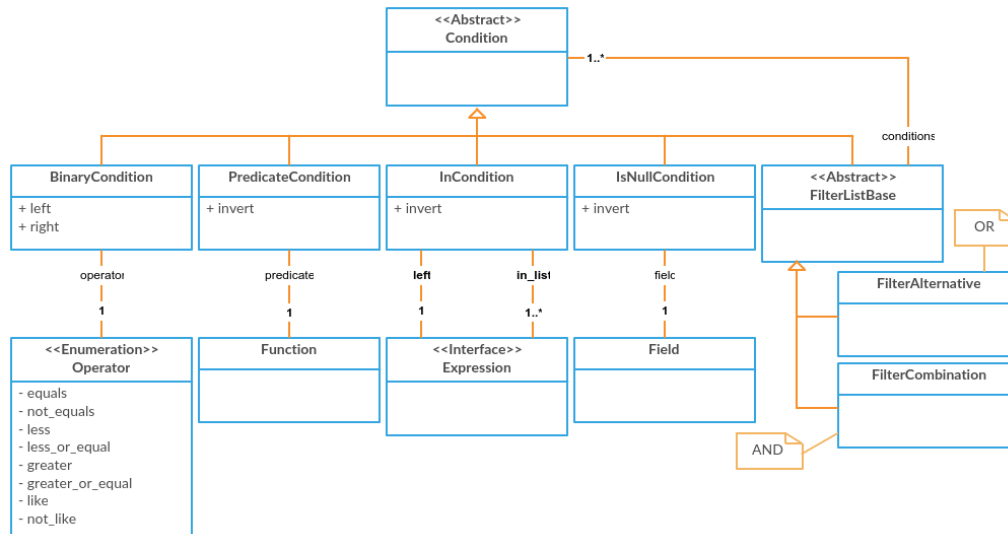 <<Abstract>>
Condition
1..*
conditions
BinaryCondition
+ left
+ right
PredicateCondition
+ invert
InCondition
+ invert
IsNullCondition
+ invert
<<Abstract>>
FilterListBase
OR
operator
1
predicate
1
left
1
in_list
1..*
field
1
FilterAlternative
<<Enumeration>>
Operator
- equals
- not_equals
- less
- less_or_equal
- greater
- greater_or_equal
- like
- not_like
Function
<<Interface>>
Expression
Field
FilterCombination
AND